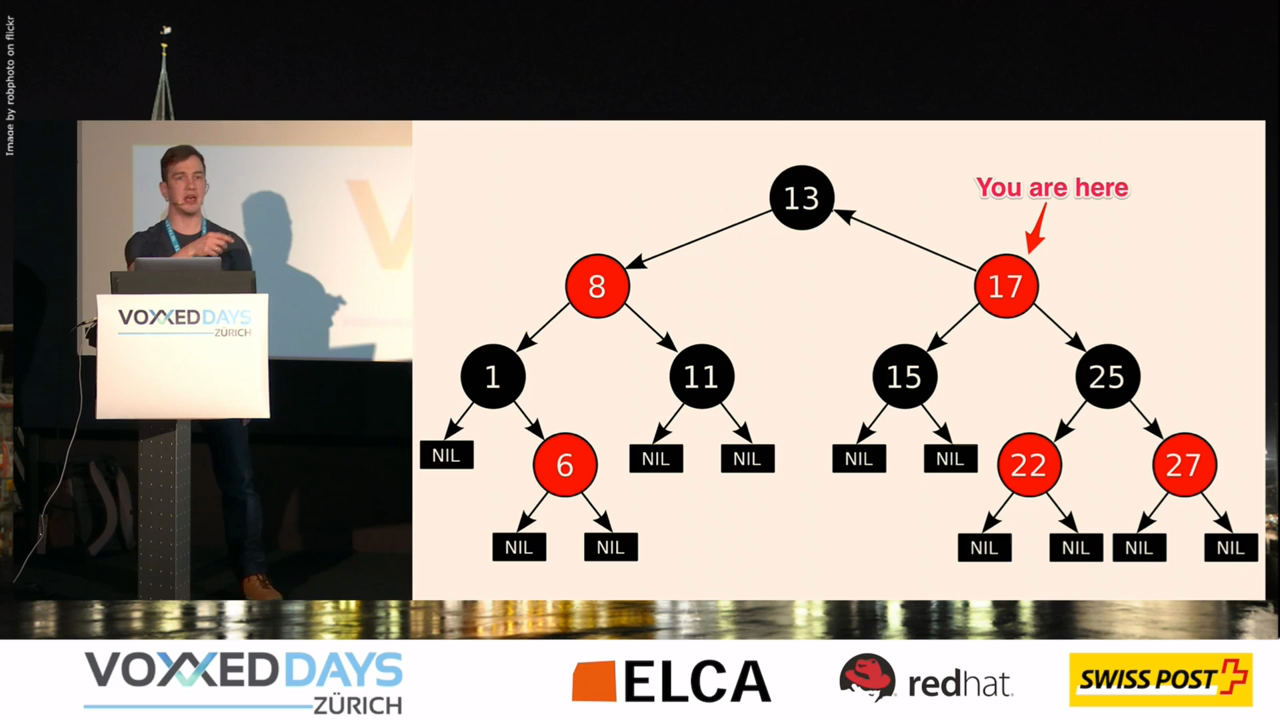 Image by robphoto on flickr
VOXXEDDAYS
ZÜRICH
You are here
13
8
17
1
11
15
25
NIL
6
NIL
NIL
NIL
NIL
22
27
NIL
NIL
NIL
NIL
NIL
NIL
VOXXEDDAYS
ZÜRICH
ELCA
redhat.
SWISS POST